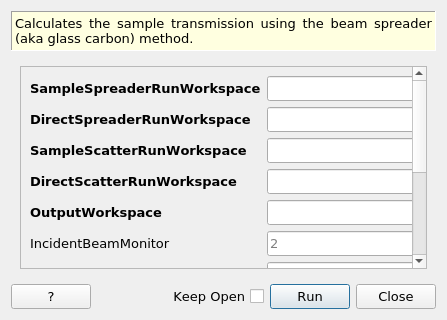 Calculates the sample transmission using the beam spreader
(aka glass carbon) method.
SampleSpreaderRunWorkspace
DirectSpreaderRunWorkspace
SampleScatterRunWorkspace
DirectScatterRunWorkspace
OutputWorkspace
IncidentBeamMonitor 2
? Keep Open Run Close